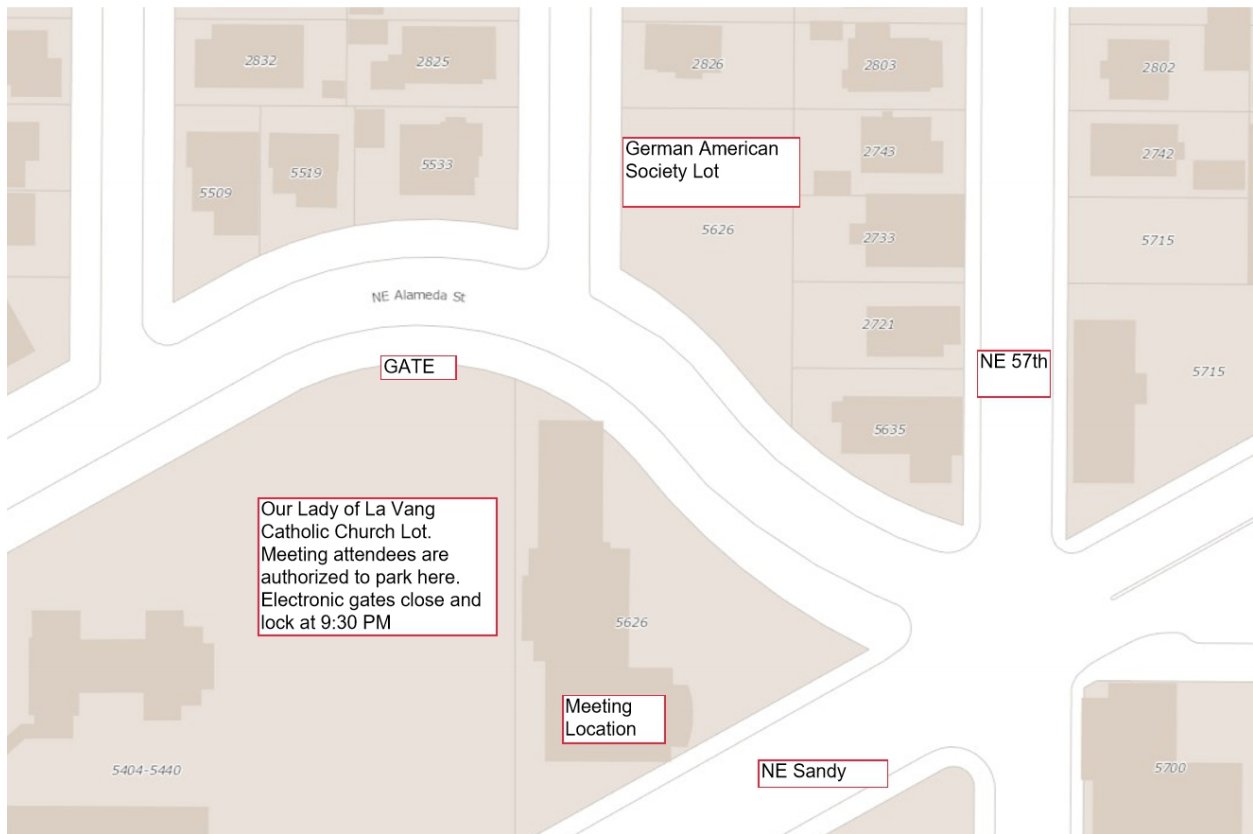 2832
2825
2826
2803
2802
German American
Society Lot
2743
2742
5509
5519
5533
5626
2733
5715
NE Alameda St
2721
GATE
NE 57th
5715
5635
Our Lady of La Vang
Catholic Church Lot.
Meeting attendees are
authorized to park here.
Electronic gates close and
lock at 9:30 PM
5626
Meeting
Location
NE Sandy
5404-5440
5700